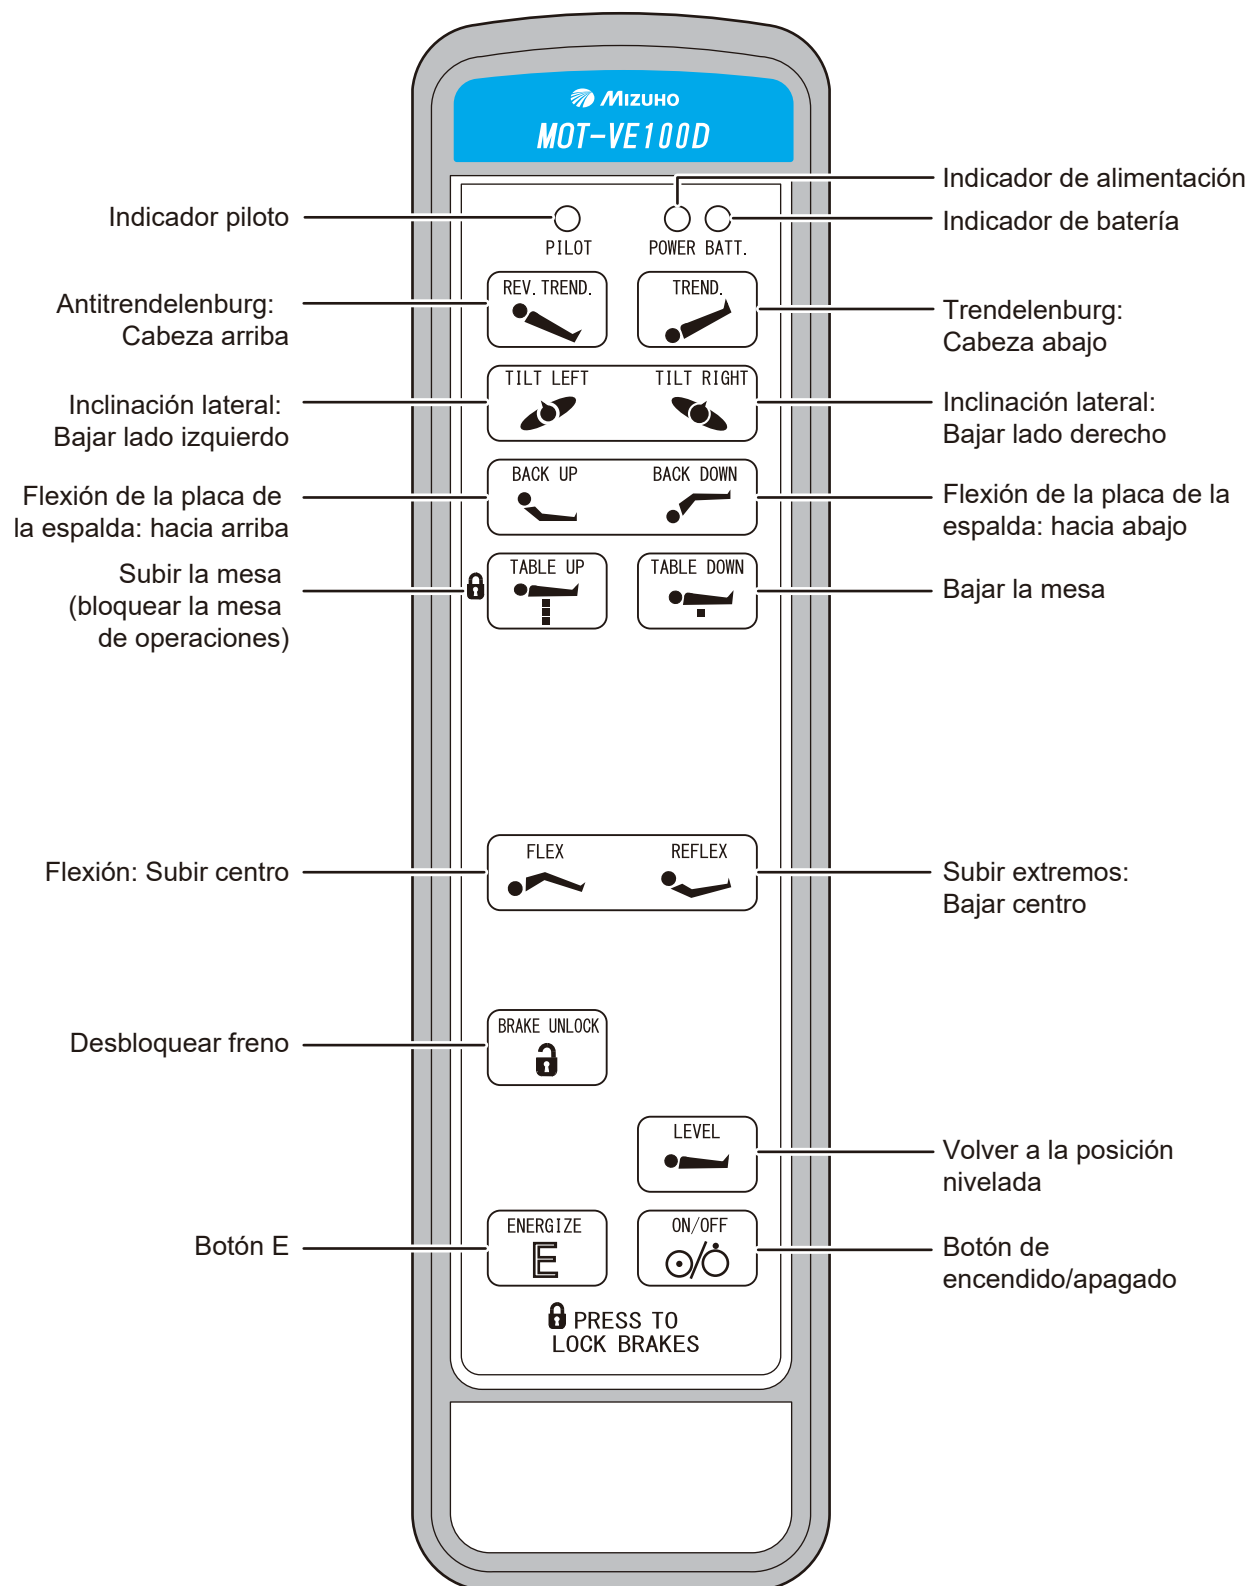 MIZUHO
MOT-VE100D
Indicador de alimentación
Indicador piloto
Indicador de batería
PILOT
POWER BATT.
REV. TREND.
TREND.
Antitrendelenburg:
Cabeza arriba
Trendelenburg:
Cabeza abajo
TILT LEFT
TILT RIGHT
Inclinación lateral:
Bajar lado izquierdo
Inclinación lateral:
Bajar lado derecho
BACK UP
BACK DOWN
Flexión de la placa de
la espalda: hacia arriba
Flexión de la placa de la
espalda: hacia abajo
TABLE UP
TABLE DOWN
Subir la mesa
(bloquear la mesa
de operaciones)
Bajar la mesa
FLEX
REFLEX
Flexión: Subir centro
Subir extremos:
Bajar centro
BRAKE UNLOCK
Desbloquear freno
LEVEL
Volver a la posición
nivelada
ENERGIZE
E
ON/OFF
Botón E
Botón de
encendido/apagado
PRESS TO
LOCK BRAKES